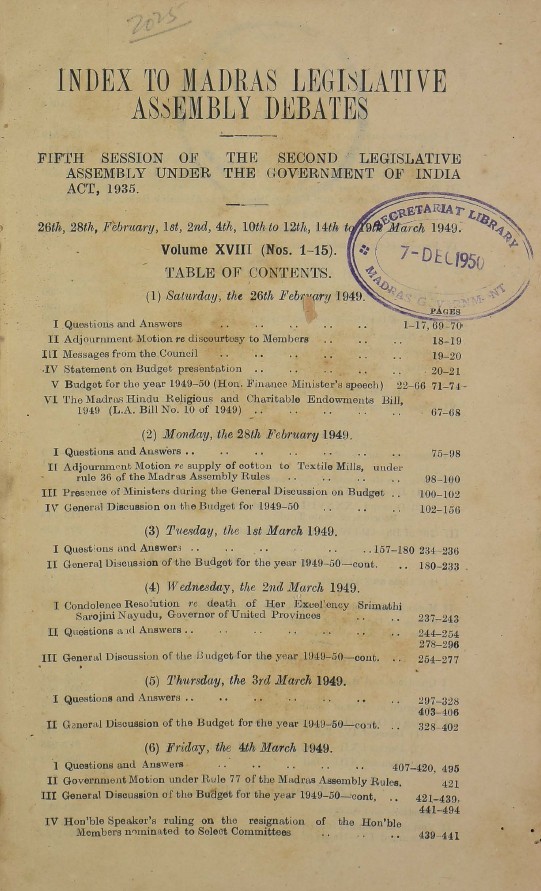 2025
INDEX TO MADRAS LEGISLATIVE
ASSEMBLY DEBATES
FIFTH SESSION OF THE SECOND LEGISLATIVE
ASSEMBLY UNDER THE GOVERNMENT OF INDIA
ACT, 1935.
26th, 28th, February, 1st, 2nd, 4th, 10th to 12th, 14th to 19th March 1949.
SECRETARIAT LIBRARY
7-DEC 1950
MADRAS GOVERNMENT
Volume XVIII (Nos. 1-15).
TABLE OF CONTENTS.
(1) Saturday, the 26th February 1949.
PAGES
I Questions and Answers .. .. .. .. .. 1-17, 69-70
II Adjournment Motion re discourtesy to Members .. .. .. 18-19
III Messages from the Council .. .. .. .. .. 19-20
IV Statement on Budget presentation .. .. .. .. .. 20-21
V Budget for the year 1949-50 (Hon. Finance Minister's speech) 22-66 71-74
VI The Madras Hindu Religious and Charitable Endowments Bill,
1949 (L.A. Bill No. 10 of 1949) .. .. .. .. .. 67-68
(2) Monday, the 28th February 1949.
I Questions and Answers .. .. .. .. .. .. .. 75-98
II Adjournment Motion re supply of cotton to Textile Mills, under
rule 36 of the Madras Assembly Rules .. .. .. .. 98-100
III Presence of Ministers during the General Discussion on Budget .. 100-102
IV General Discussion on the Budget for 1949-50 .. .. .. 102-156
(3) Tuesday, the 1st March 1949.
I Questions and Answers .. .. .. .. .. 157-180 234-236
II General Discussion of the Budget for the year 1949-50—cont. .. 180-233
(4) Wednesday, the 2nd March 1949.
I Condolence Resolution re death of Her Excellency Srimathi
Sarojini Nayudu, Governor of United Provinces .. .. 237-243
II Questions and Answers .. .. .. .. .. .. .. 244-254
278-296
III General Discussion of the Budget for the year 1949-50—cont. .. 254-277
(5) Thursday, the 3rd March 1949.
I Questions and Answers .. .. .. .. .. .. .. 297-328
403-406
II General Discussion of the Budget for the year 1949-50—cont. .. 328-402
(6) Friday, the 4th March 1949.
I Questions and Answers .. .. .. .. .. 407-420, 495
II Government Motion under Rule 77 of the Madras Assembly Rules. 421
III General Discussion of the Budget for the year 1949-50—cont. .. 421-439,
441-494
IV Hon'ble Speaker's ruling on the resignation of the Hon'ble
Members nominated to Select Committees .. .. .. 439-441